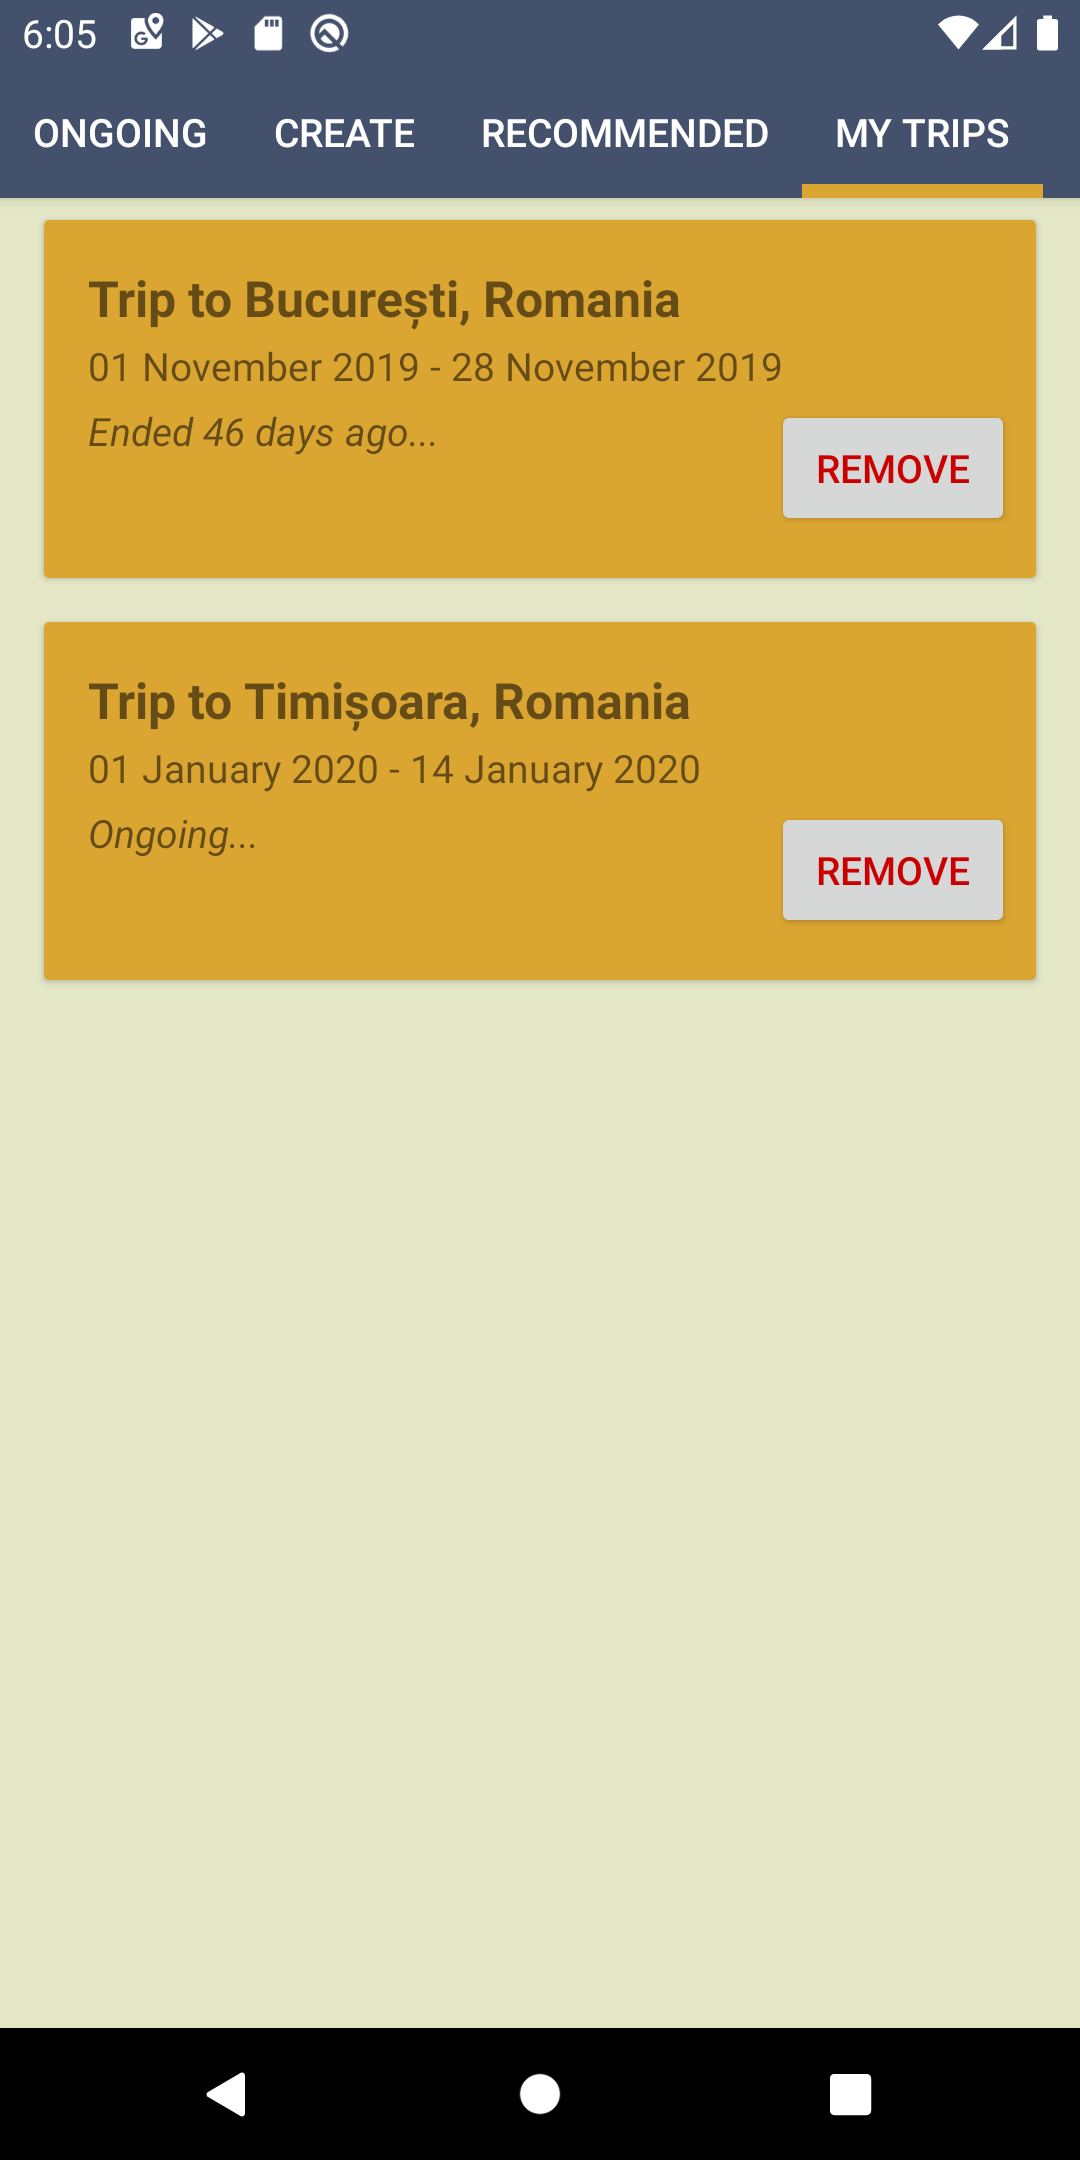 6:05
ONGOING CREATE RECOMMENDED MY TRIPS
Trip to București, Romania
01 November 2019 - 28 November 2019
Ended 46 days ago...
REMOVE
Trip to Timișoara, Romania
01 January 2020 - 14 January 2020
Ongoing...
REMOVE